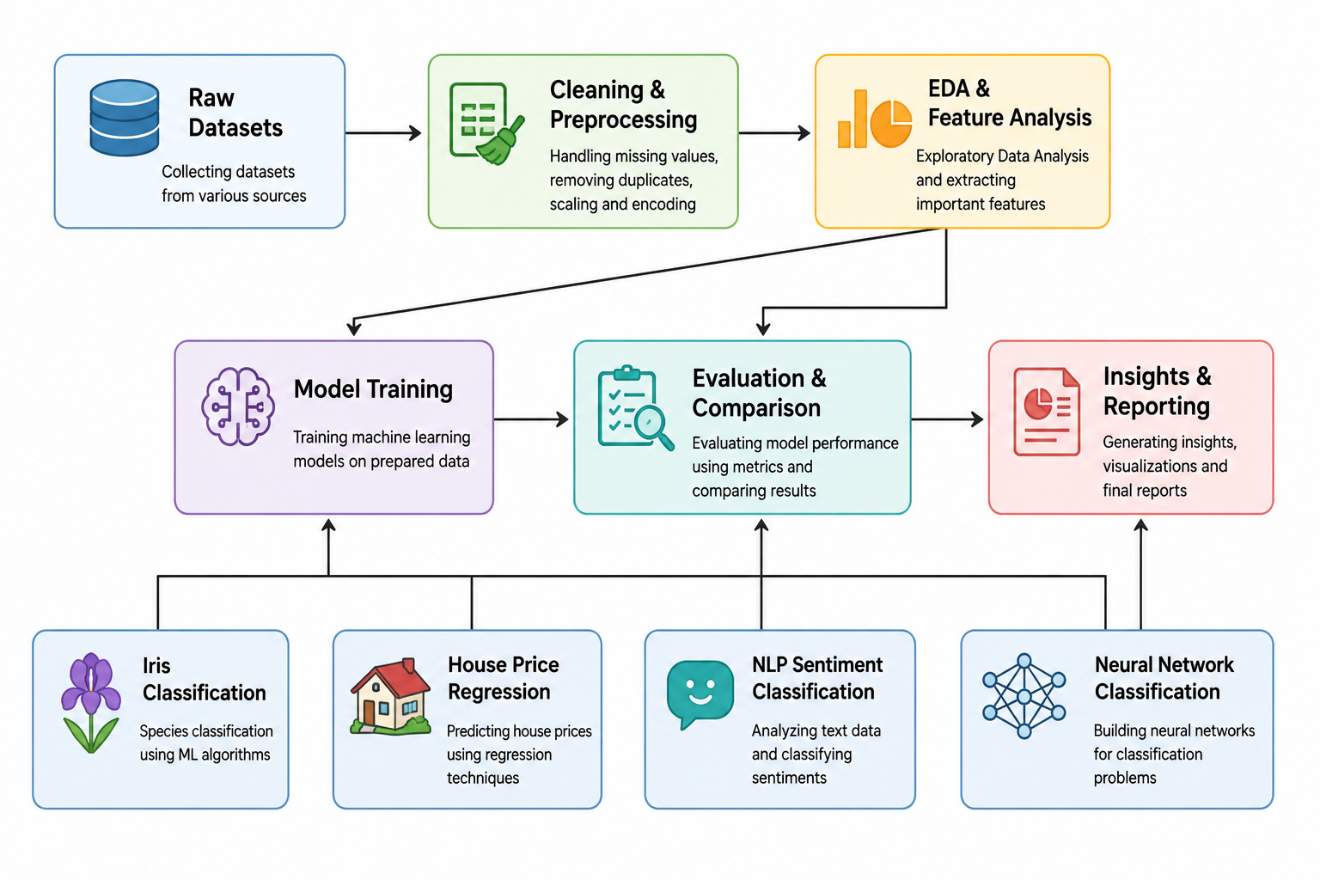 Raw
Datasets
Collecting datasets
from various sources
Cleaning &
Preprocessing
Handling missing values,
removing duplicates,
scaling and encoding
EDA &
Feature Analysis
Exploratory Data Analysis
and extracting
important features
Model Training
Training machine learning
models on prepared data
Evaluation &
Comparison
Evaluating model performance
using metrics and
comparing results
Insights &
Reporting
Generating insights,
visualizations and
final reports
Iris
Classification
Species classification
using ML algorithms
House Price
Regression
Predicting house prices
using regression
techniques
NLP Sentiment
Classification
Analyzing text data
and classifying
sentiments
Neural Network
Classification
Building neural networks
for classification
problems